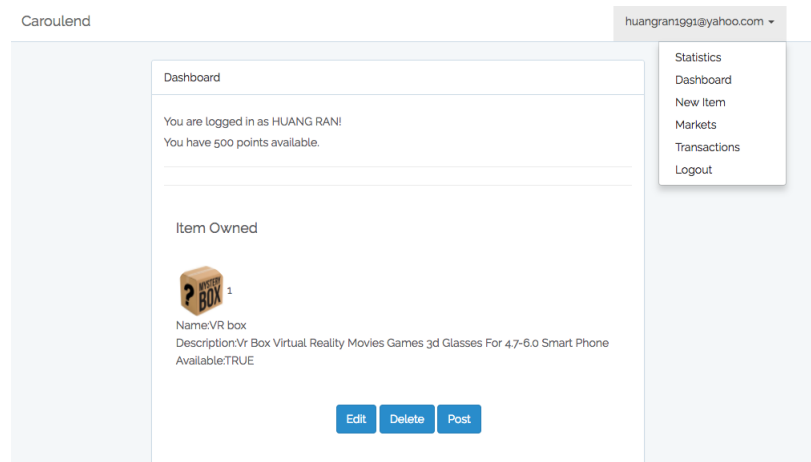 Caroulend
huangran1991@yahoo.com
Statistics
Dashboard
New Item
Markets
Transactions
Logout
Dashboard
You are logged in as HUANG RAN!
You have 500 points available.
Item Owned
? MYSTERY
BOX
1
Name:VR box
Description:Vr Box Virtual Reality Movies Games 3d Glasses For 4.7-6.0 Smart Phone
Available:TRUE
Edit Delete Post